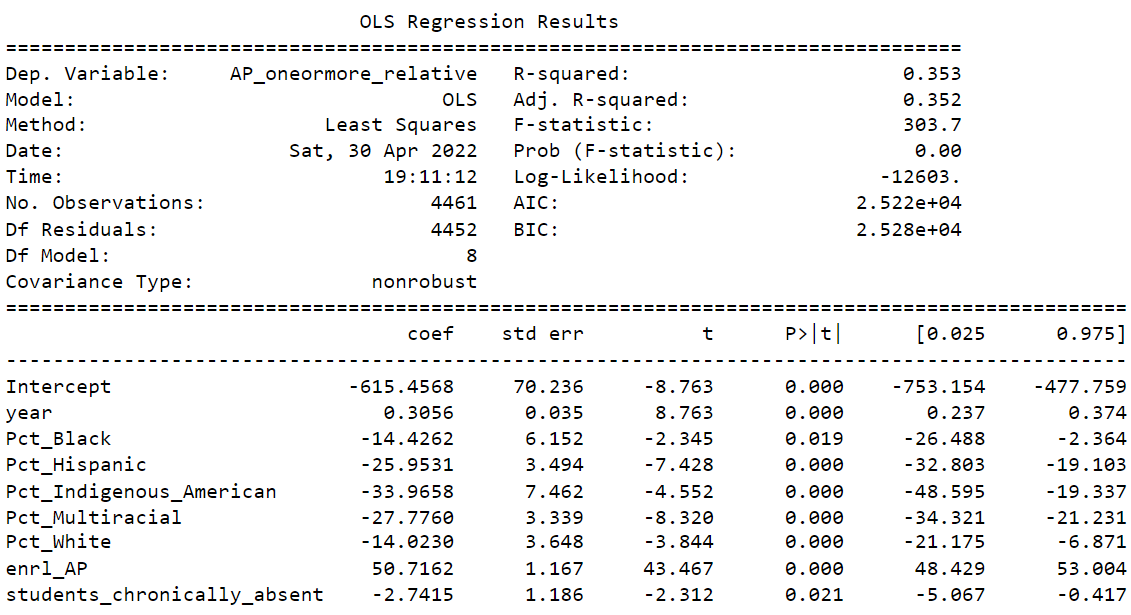 OLS Regression Results
==============================================================================
Dep. Variable: AP_oneormore_relative R-squared: 0.353
Model: OLS Adj. R-squared: 0.352
Method: Least Squares F-statistic: 303.7
Date: Sat, 30 Apr 2022 Prob (F-statistic): 0.00
Time: 19:11:12 Log-Likelihood: -12603.
No. Observations: 4461 AIC: 2.522e+04
Df Residuals: 4452 BIC: 2.528e+04
Df Model: 8
Covariance Type: nonrobust
==============================================================================================
coef std err t P>|t| [0.025 0.975]
----------------------------------------------------------------------------------------------
Intercept -615.4568 70.236 -8.763 0.000 -753.154 -477.759
year 0.3056 0.035 8.763 0.000 0.237 0.374
Pct_Black -14.4262 6.152 -2.345 0.019 -26.488 -2.364
Pct_Hispanic -25.9531 3.494 -7.428 0.000 -32.803 -19.103
Pct_Indigenous_American -33.9658 7.462 -4.552 0.000 -48.595 -19.337
Pct_Multiracial -27.7760 3.339 -8.320 0.000 -34.321 -21.231
Pct_White -14.0230 3.648 -3.844 0.000 -21.175 -6.871
enrl_AP 50.7162 1.167 43.467 0.000 48.429 53.004
students_chronically_absent -2.7415 1.186 -2.312 0.021 -5.067 -0.417